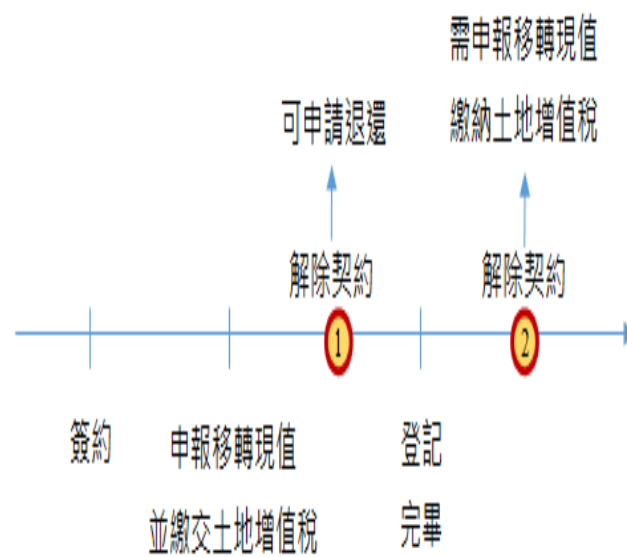 需申報移轉現值
繳納土地增值稅
可申請退還
解除契約
解除契約
1
2
簽約
申報移轉現值
並繳交土地增值稅
登記
完畢